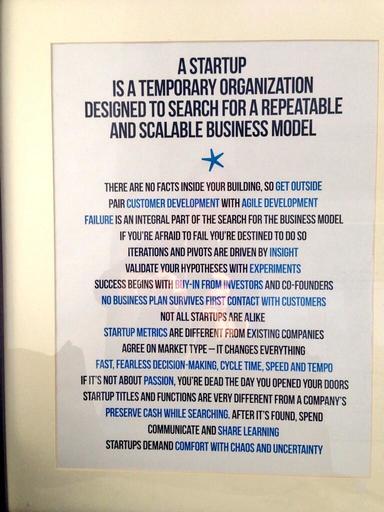 A STARTUP
IS A TEMPORARY ORGANIZATION
DESIGNED TO SEARCH FOR A REPEATABLE
AND SCALABLE BUSINESS MODEL
THERE ARE NO FACTS INSIDE YOUR BUILDING, SO GET OUTSIDE
PAIR CUSTOMER DEVELOPMENT WITH AGILE DEVELOPMENT
FAILURE IS AN INTEGRAL PART OF THE SEARCH FOR THE BUSINESS MODEL
IF YOU'RE AFRAID TO FAIL YOU'RE DESTINED TO DO SO
ITERATIONS AND PIVOTS ARE DRIVEN BY INSIGHT
VALIDATE YOUR HYPOTHESES WITH EXPERIMENTS
SUCCESS BEGINS WITH BUY-IN FROM INVESTORS AND CO-FOUNDERS
NO BUSINESS PLAN SURVIVES FIRST CONTACT WITH CUSTOMERS
NOT ALL STARTUPS ARE ALIKE
STARTUP METRICS ARE DIFFERENT FROM EXISTING COMPANIES
AGREE ON MARKET TYPE – IT CHANGES EVERYTHING
FAST, FEARLESS DECISION-MAKING, CYCLE TIME, SPEED AND TEMPO
IF IT'S NOT ABOUT PASSION, YOU'RE DEAD THE DAY YOU OPENED YOUR DOORS
STARTUP TITLES AND FUNCTIONS ARE VERY DIFFERENT FROM A COMPANY'S
PRESERVE CASH WHILE SEARCHING. AFTER IT'S FOUND, SPEND
COMMUNICATE AND SHARE LEARNING
STARTUPS DEMAND COMFORT WITH CHAOS AND UNCERTAINTY